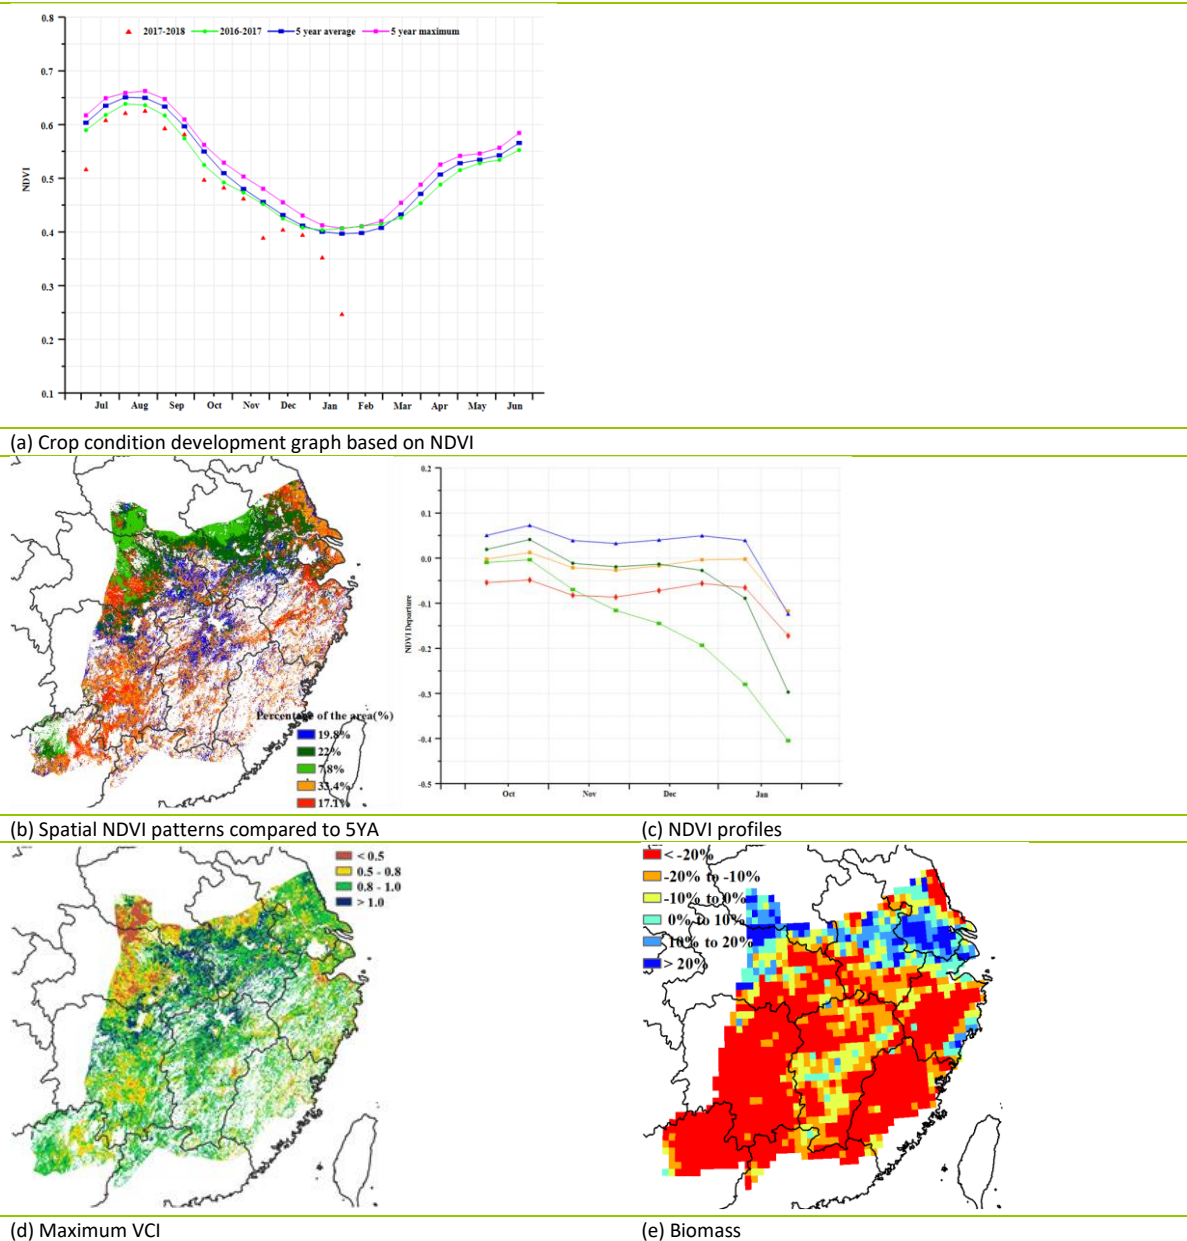 0.8
2017-2018 2016-2017 5 year average 5 year maximum
0.7
0.6
0.5
NDVI
0.4
0.3
0.2
0.1
Jul Aug Sep Oct Nov Dec Jan Feb Mar Apr May Jun
(a) Crop condition development graph based on NDVI
Percentage of the area(%)
19.8%
22%
7.8%
33.4%
17.1%
0.2
0.1
0.05
0.0
-0.1
NDVI Departure
-0.2
-0.3
-0.4
-0.5
Oct Nov Dec Jan
(b) Spatial NDVI patterns compared to 5YA (c) NDVI profiles
< 0.5
0.5 - 0.8
0.8 - 1.0
> 1.0
< -20%
-20% to -10%
-10% to 0%
0% to 10%
10% to 20%
> 20%
(d) Maximum VCI (e) Biomass